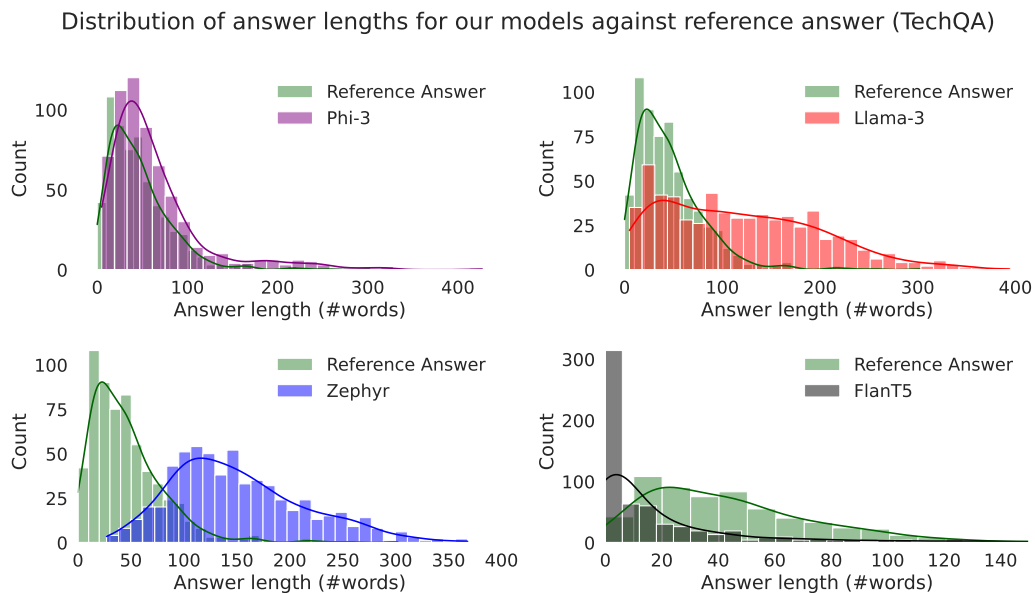 Distribution of answer lengths for our models against reference answer (TechQA)
Reference Answer
Phi-3
Count
100
50
0
0 100 200 300 400
Answer length (#words)
Reference Answer
Llama-3
Count
100
75
50
25
0
0 100 200 300 400
Answer length (#words)
Reference Answer
Zephyr
Count
100
75
50
25
0
0 50 100 150 200 250 300 350 400
Answer length (#words)
Reference Answer
FlanT5
Count
300
200
100
0
0 20 40 60 80 100 120 140
Answer length (#words)